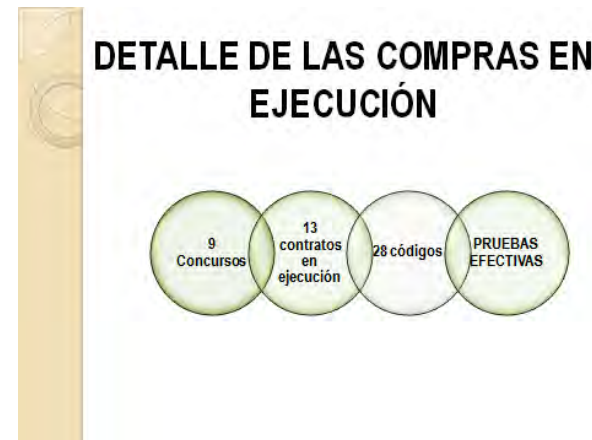 DETALLE DE LAS COMPRAS EN
EJECUCIÓN
9
Concursos
13
contratos
en
ejecución
28 códigos
PRUEBAS
EFECTIVAS